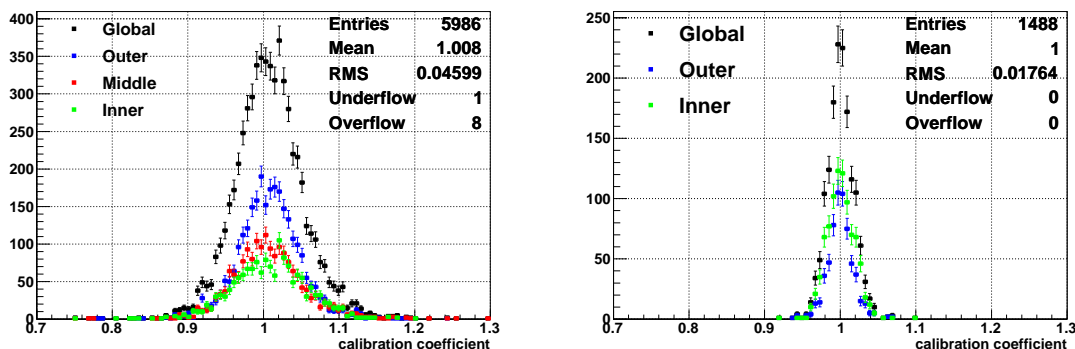 Global
Outer
Middle
Inner
Entries 5986
Mean 1.008
RMS 0.04599
Underflow 1
Overflow 8
400
350
300
250
200
150
100
50
0
0.7 0.8 0.9 1 1.1 1.2 1.3
calibration coefficient
Global
Outer
Inner
Entries 1488
Mean 1
RMS 0.01764
Underflow 0
Overflow 0
250
200
150
100
50
0
0.7 0.8 0.9 1 1.1 1.2 1.3
calibration coefficient